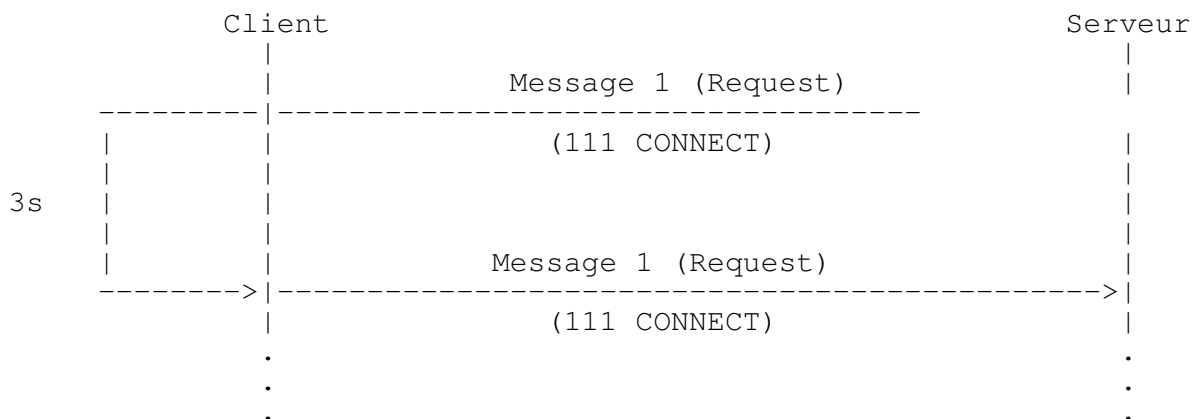 Client Serveur
Message 1 (Request)
(111 CONNECT)
3s
Message 1 (Request)
(111 CONNECT)